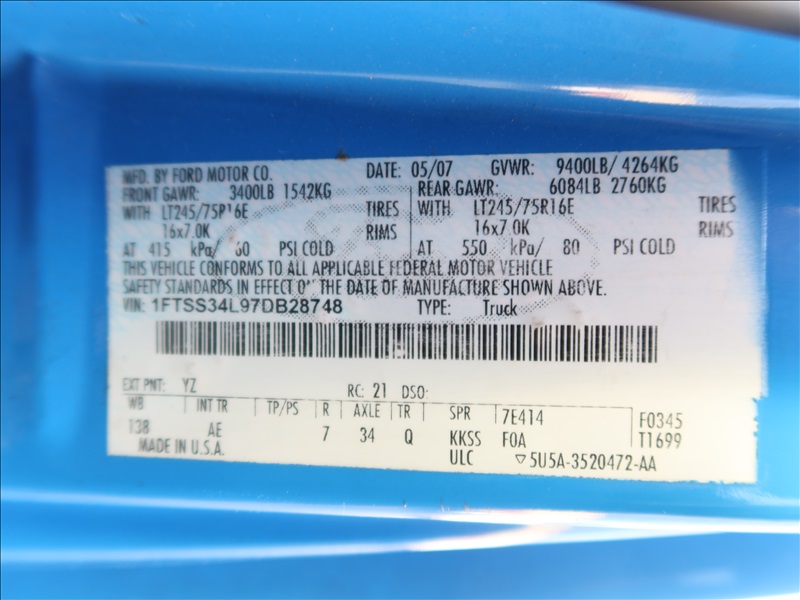 MFD. BY FORD MOTOR CO. DATE: 05/07 GVWR: 9400LB/ 4264KG
FRONT GAWR: 3400LB 1542KG REAR GAWR: 6084LB 2760KG
WITH LT245/75R16E TIRES WITH LT245/75R16E TIRES
16x7.0K RIMS 16x7.0K RIMS
AT 415 kPa/ 60 PSI COLD AT 550 kPa/ 80 PSI COLD
THIS VEHICLE CONFORMS TO ALL APPLICABLE FEDERAL MOTOR VEHICLE
SAFETY STANDARDS IN EFFECT ON THE DATE OF MANUFACTURE SHOWN ABOVE.
VIN: 1FTSS34L97DB28748 TYPE: Truck
EXT PNT: YZ RC: 21 DSO:
WB INT TR TP/PS R AXLE TR SPR 7E414 F0345
138 AE 7 34 Q KKSS FOA T1699
MADE IN U.S.A. ULC ▽5U5A-3520472-AA